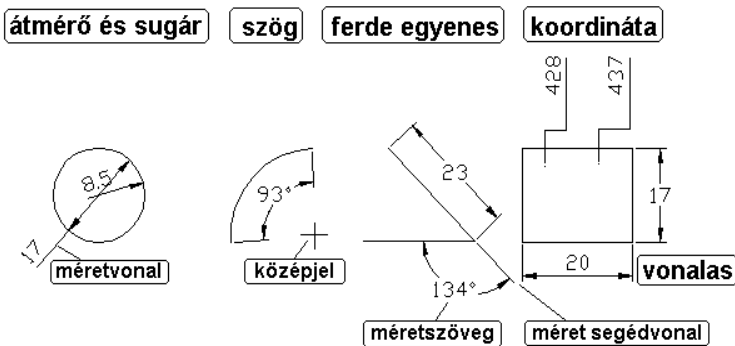 átmérő és sugár
szög
ferde egyenes
koordináta
428
437
8,5
93°
23
17
17
méretvonal
középjel
20
vonalas
134°
méretszöveg
méret segédvonal